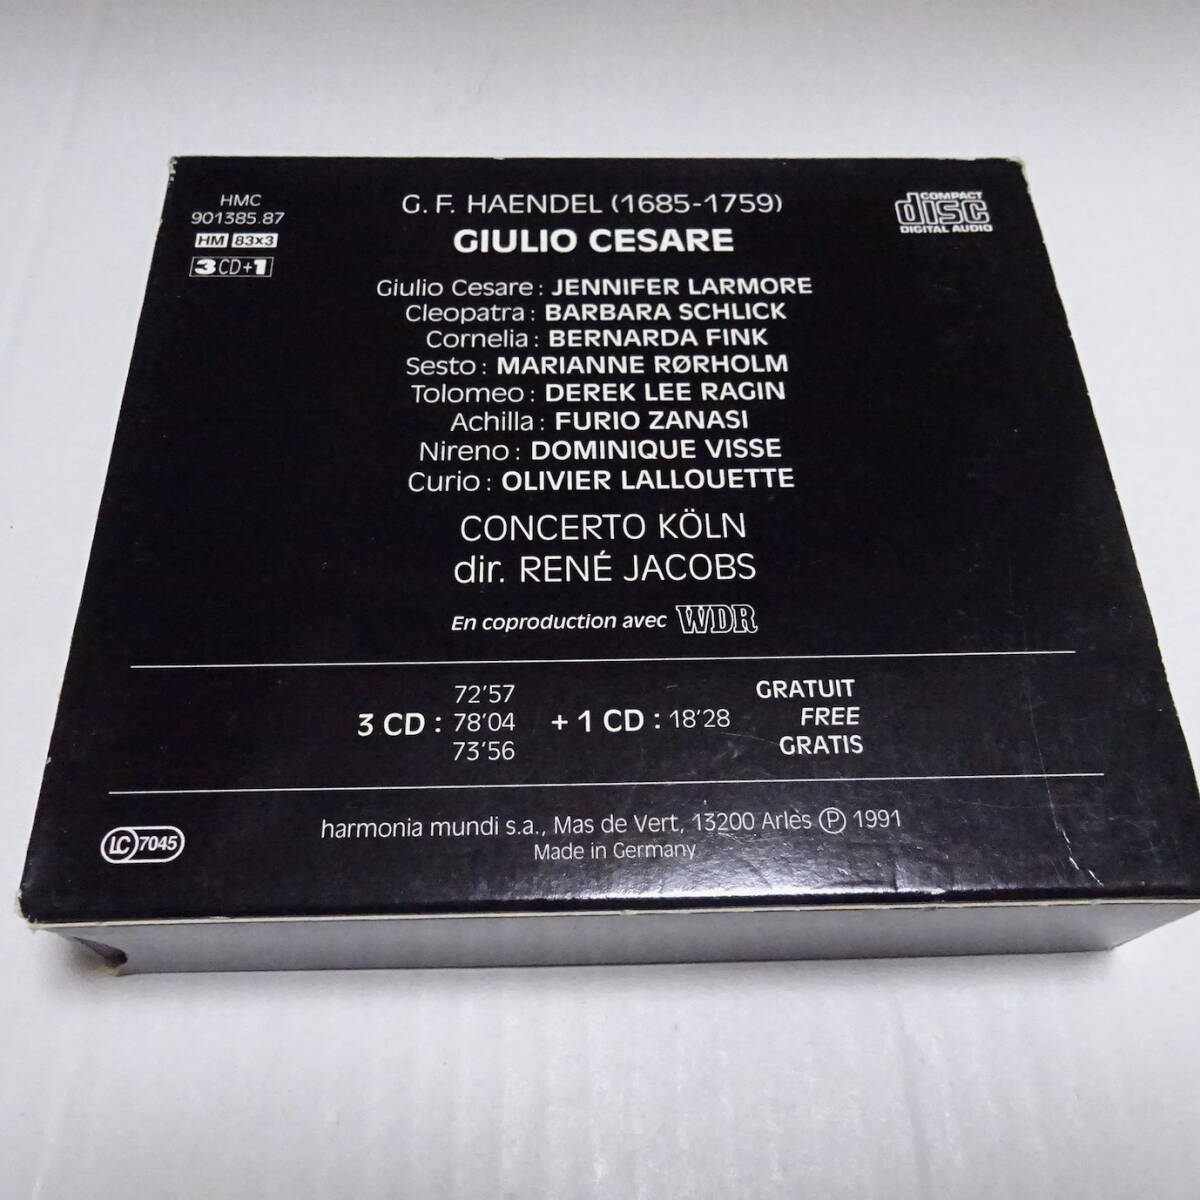 HMC
901385.87
HM 83x3
3CD+1
G. F. HAENDEL (1685-1759)
GIULIO CESARE
COMPACT
disc
DIGITAL AUDIO
Giulio Cesare : JENNIFER LARMORE
Cleopatra : BARBARA SCHLICK
Cornelia : BERNARDA FINK
Sesto : MARIANNE RØRHOLM
Tolomeo : DEREK LEE RAGIN
Achilla : FURIO ZANASI
Nireno : DOMINIQUE VISSE
Curio : OLIVIER LALLOUETTE
CONCERTO KÖLN
dir. RENÉ JACOBS
En coproduction avec WDR
72'57
3 CD : 78'04
73'56
+ 1 CD : 18'28
GRATUIT
FREE
GRATIS
harmonia mundi s.a., Mas de Vert, 13200 Arles Ⓟ 1991
Made in Germany
LC 7045